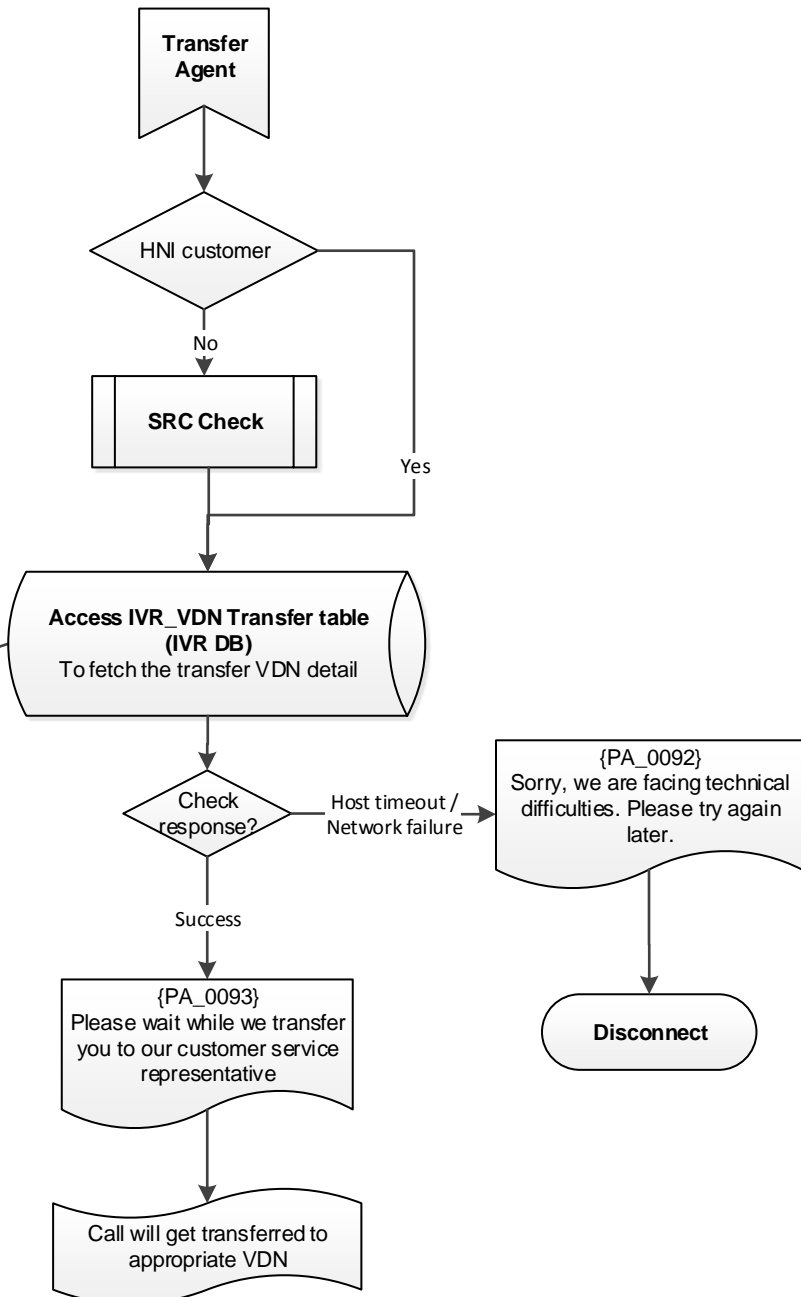 Transfer
Agent
HNI customer
No
SRC Check
Yes
Access IVR_VDN Transfer table
(IVR DB)
To fetch the transfer VDN detail
Check
response?
Host timeout /
Network failure
{PA_0092}
Sorry, we are facing technical
difficulties. Please try again
later.
Success
{PA_0093}
Please wait while we transfer
you to our customer service
representative
Disconnect
Call will get transferred to
appropriate VDN